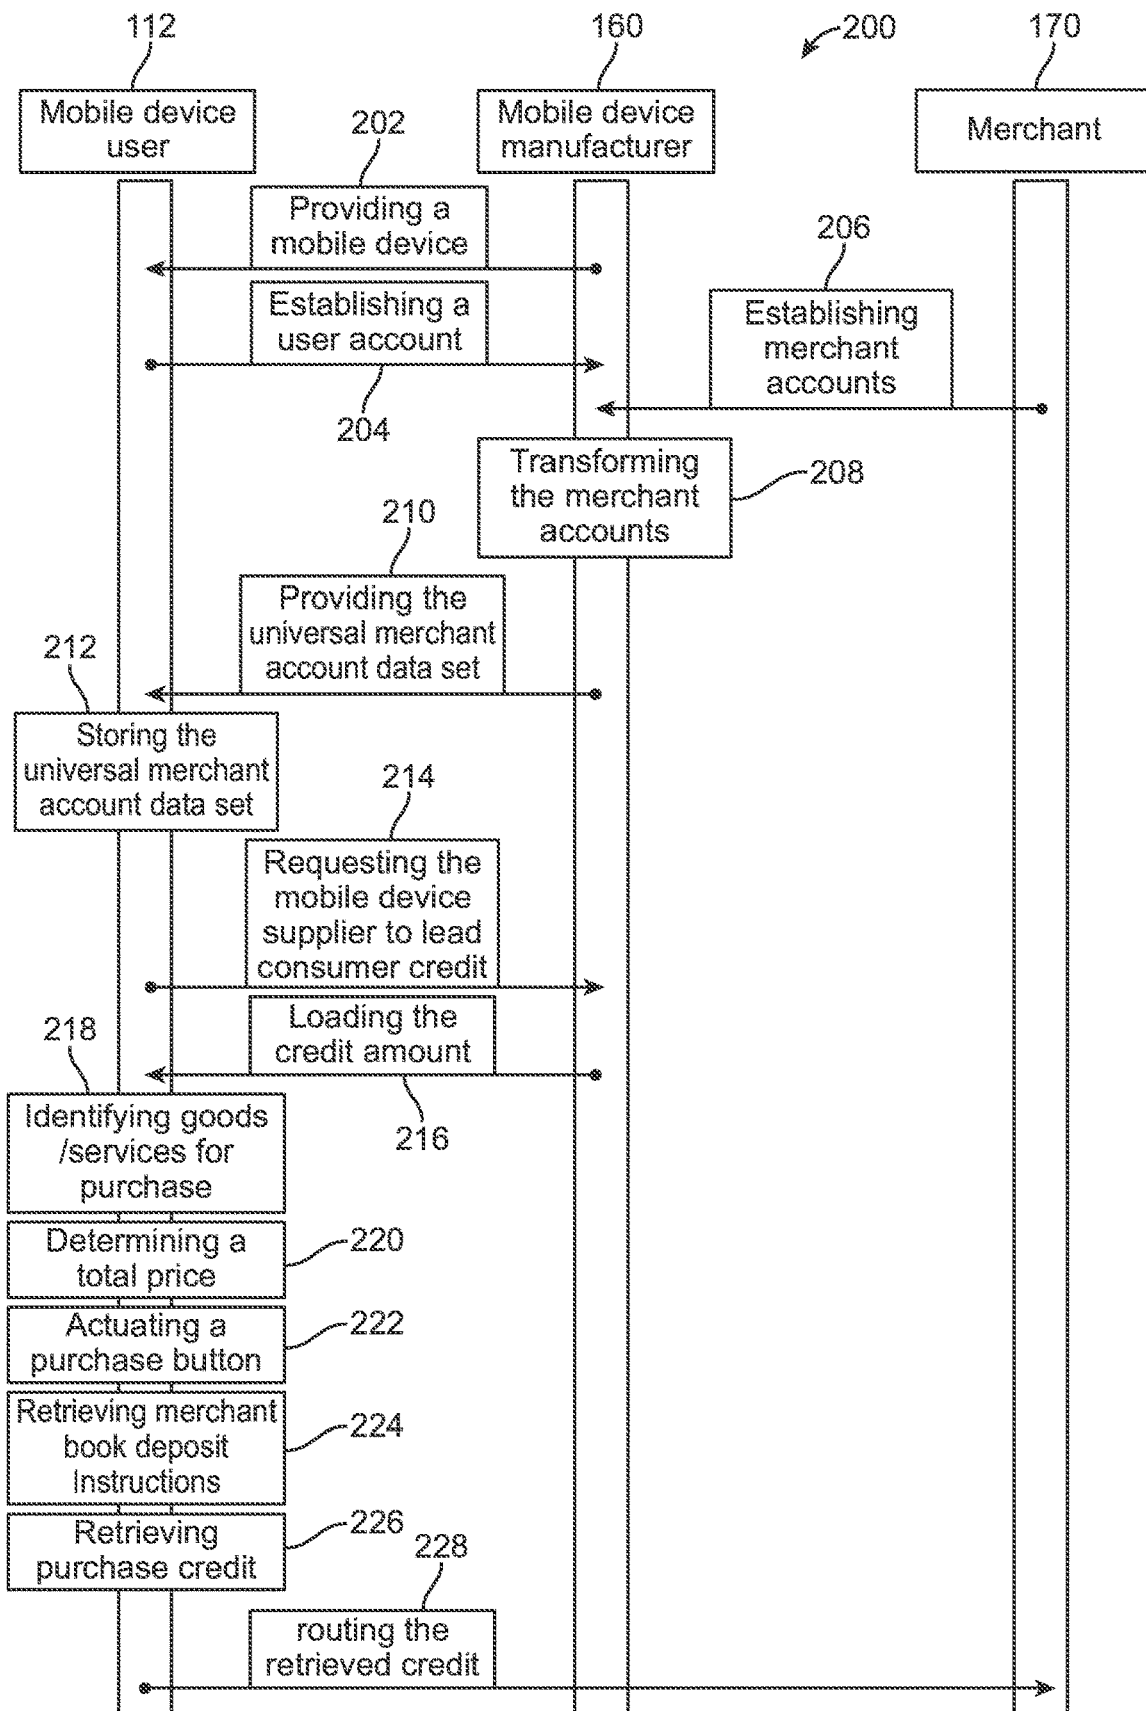 112
160
200
170
Mobile device
user
Mobile device
manufacturer
Merchant
202
Providing a
mobile device
206
Establishing a
user account
204
Establishing
merchant
accounts
Transforming
the merchant
accounts
208
210
Providing the
universal merchant
account data set
212
Storing the
universal merchant
account data set
214
Requesting the
mobile device
supplier to lead
consumer credit
Loading the
credit amount
216
218
Identifying goods
/services for
purchase
Determining a
total price
220
Actuating a
purchase button
222
Retrieving merchant
book deposit
Instructions
224
Retrieving
purchase credit
226
228
routing the
retrieved credit